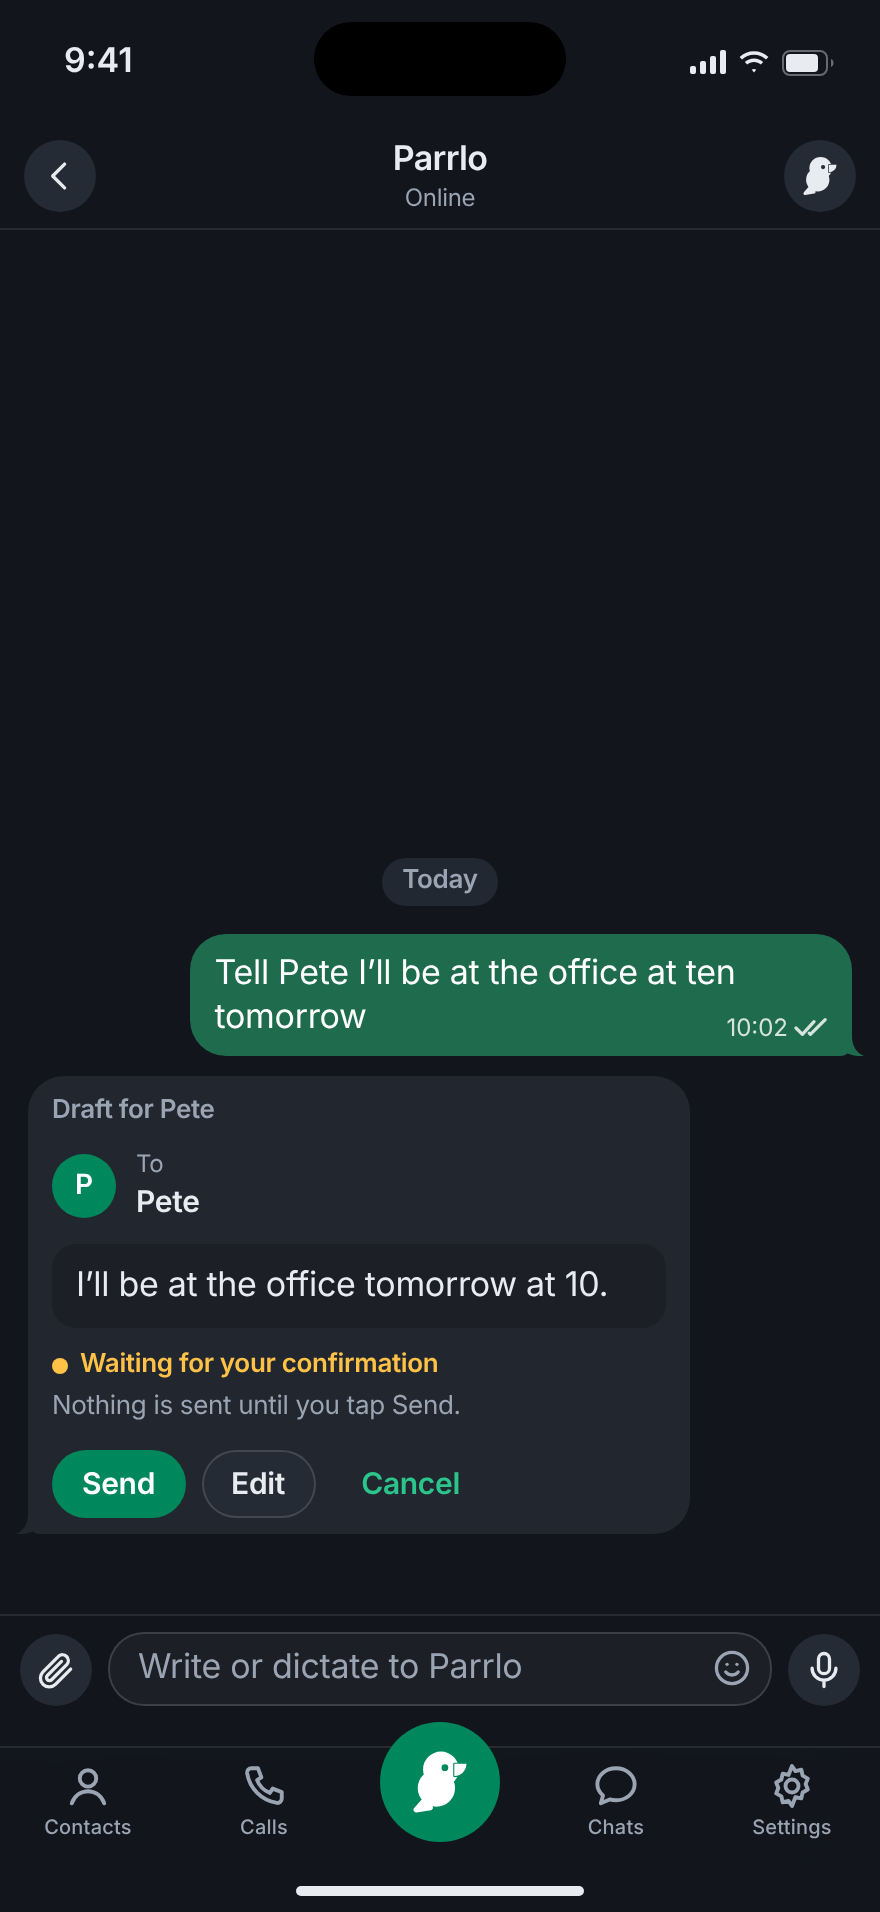 9:41
Parrlo
Online
Today
Tell Pete I’ll be at the office at ten
tomorrow
10:02
Draft for Pete
P
To
Pete
I’ll be at the office tomorrow at 10.
Waiting for your confirmation
Nothing is sent until you tap Send.
Send
Edit
Cancel
Write or dictate to Parrlo
Contacts
Calls
Chats
Settings